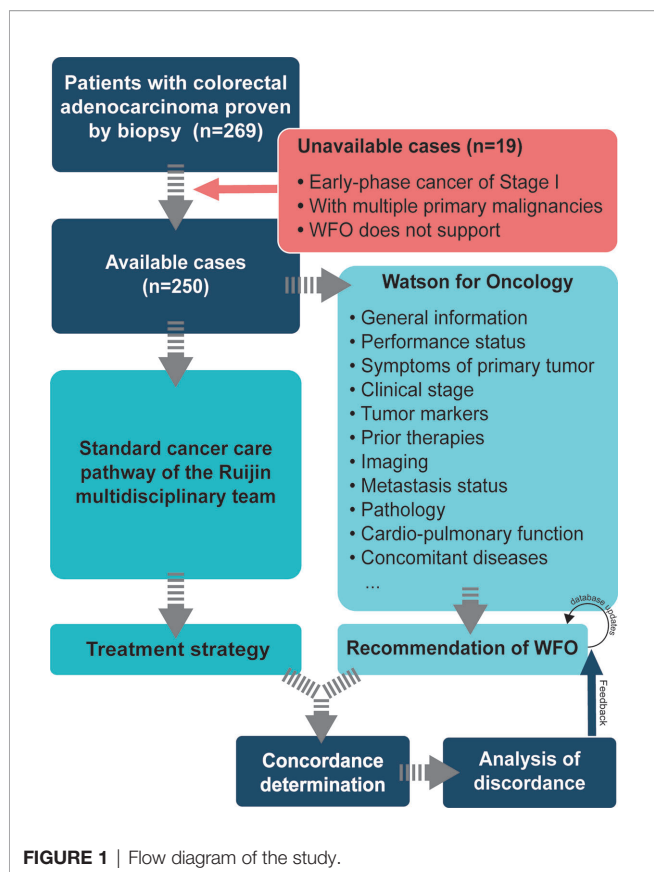 Patients with colorectal
adenocarcinoma proven
by biopsy (n=269)
Unavailable cases (n=19)
• Early-phase cancer of Stage I
• With multiple primary malignancies
• WFO does not support
Available cases
(n=250)
Watson for Oncology
• General information
• Performance status
• Symptoms of primary tumor
• Clinical stage
• Tumor markers
• Prior therapies
• Imaging
• Metastasis status
• Pathology
• Cardio-pulmonary function
• Concomitant diseases
...
Standard cancer care
pathway of the Ruijin
multidisciplinary team
Treatment strategy
Recommendation of WFO
database updates
Feedback
Concordance
determination
Analysis of
discordance
FIGURE 1 | Flow diagram of the study.